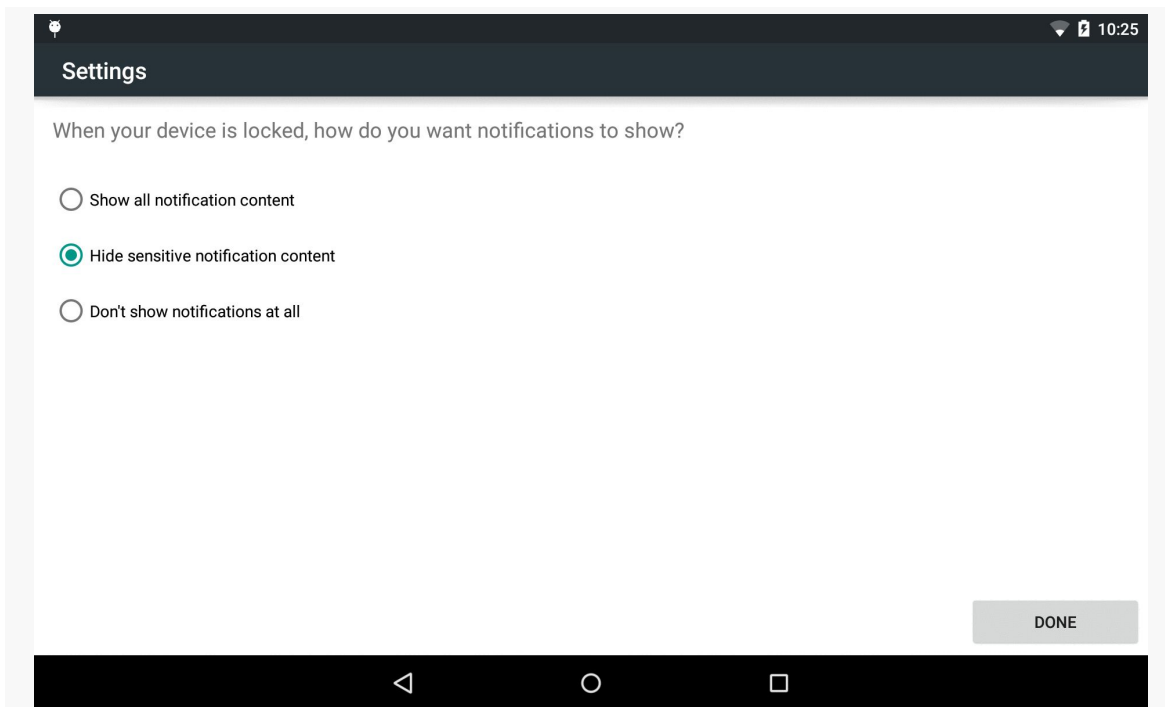 10:25
Settings
When your device is locked, how do you want notifications to show?
Show all notification content
Hide sensitive notification content
Don't show notifications at all
DONE